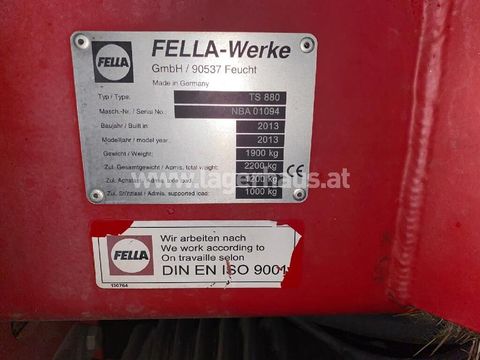 FELLA
FELLA-Werke
GmbH / 90537 Feucht
Made in Germany
Typ / Type: TS 880
Masch.-Nr. / Serial No.: NBA 01094
Baujahr / Built in 2013
Modelljahr / model year: 2013
Gewicht / Weight: 1900 kg
Zul. Gesamtgewicht / Admis. total weight: 2200 kg
Zul. Achslast / Admis. axle load: 1200 kg
Zul. Stützlast / Admis. supported load: 1000 kg
CE
www.lagerhaus.at
FELLA
Wir arbeiten nach
We work according to
On travaille selon
DIN EN ISO 9001
130764